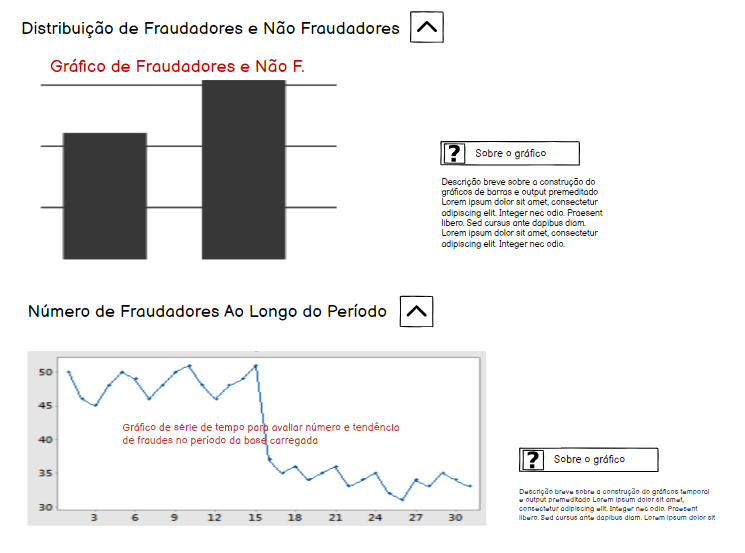 Distribuição de Fraudadores e Não Fraudadores
Gráfico de Fraudadores e Não F.
? Sobre o gráfico
Descrição breve sobre a construção do
gráficos de barras e output premeditado
Lorem ipsum dolor sit amet, consectetur
adipiscing elit. Integer nec odio. Praesent
libero. Sed cursus ante dapibus diam.
Lorem ipsum dolor sit amet, consectetur
adipiscing elit. Integer nec odio.
Número de Fraudadores Ao Longo do Período
50
45
40
35
30
Gráfico de série de tempo para avaliar número e tendência
de fraudes no período da base carregada
3 6 9 12 15 18 21 24 27 30
? Sobre o gráfico
Descrição breve sobre a construção do gráficos temporal
e output premeditado Lorem ipsum dolor sit amet,
consectetur adipiscing elit. Integer nec odio. Praesent
libero. Sed cursus ante dapibus diam. Lorem ipsum dolor sit